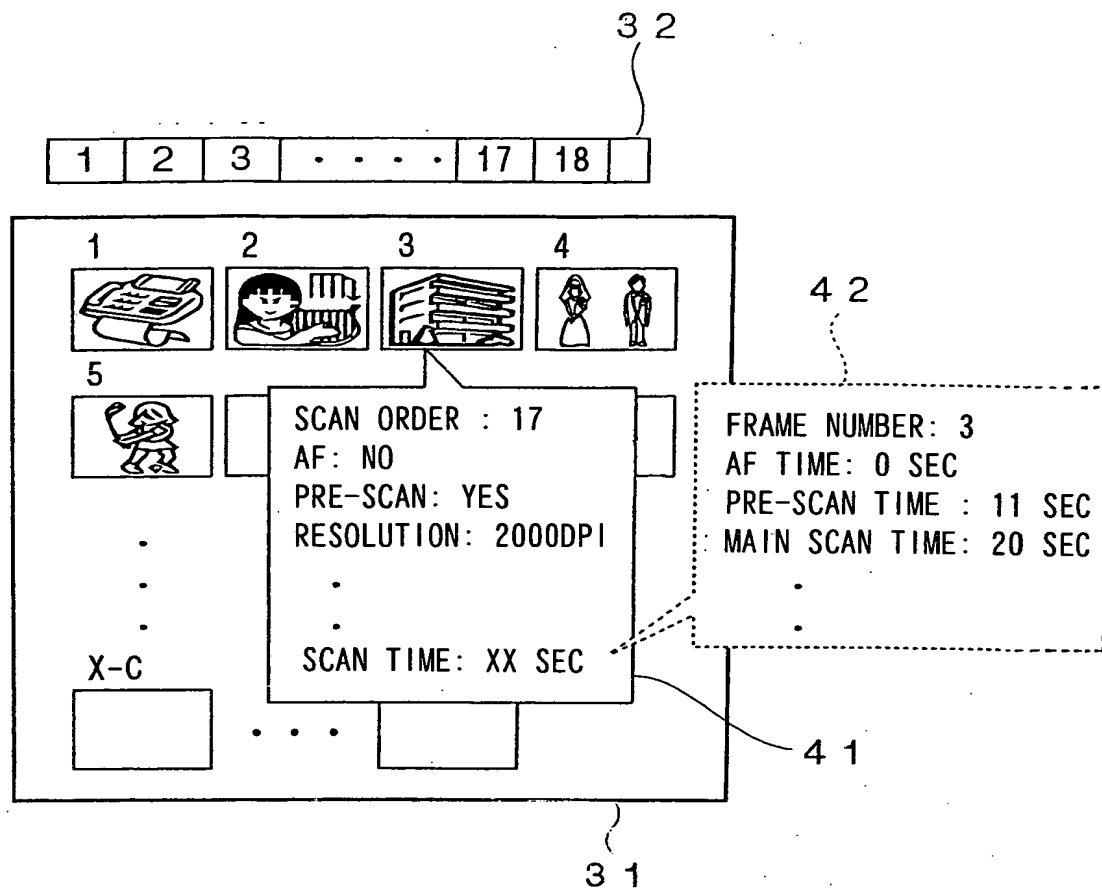 3 2
1 2 3 · · · · 17 18
1 2 3 4
5
SCAN ORDER : 17
AF: NO
PRE-SCAN: YES
RESOLUTION: 2000DPI
SCAN TIME: XX SEC
4 2
FRAME NUMBER: 3
AF TIME: 0 SEC
PRE-SCAN TIME : 11 SEC
MAIN SCAN TIME: 20 SEC
X-C
4 1
3 1